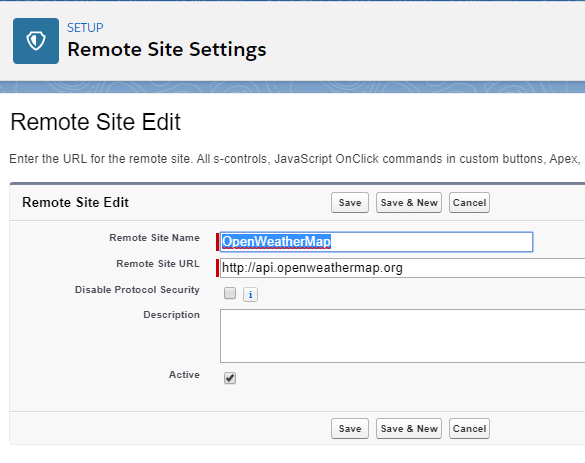 SETUP
Remote Site Settings
Remote Site Edit
Enter the URL for the remote site. All s-controls, JavaScript OnClick commands in custom buttons, Apex,
Remote Site Edit Save Save & New Cancel
Remote Site Name OpenWeatherMap
Remote Site URL http://api.openweathermap.org
Disable Protocol Security i
Description
Active
Save Save & New Cancel